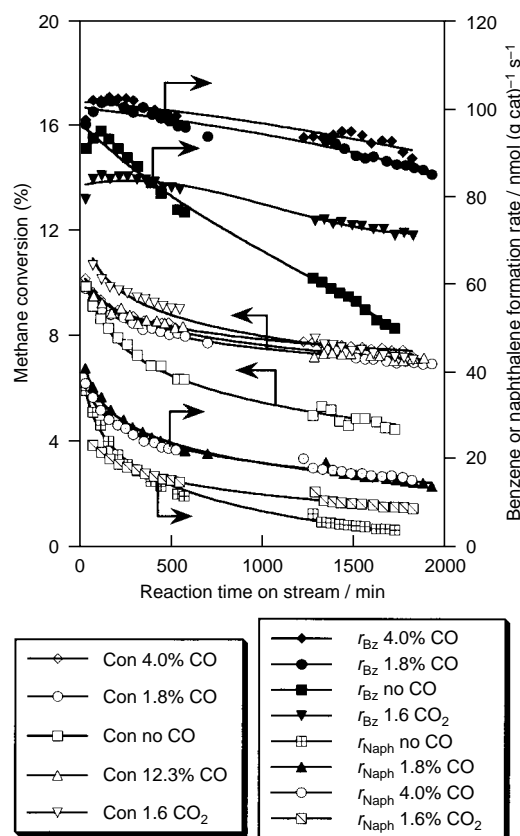 20
16
12
8
4
0
Methane conversion (%)
120
100
80
60
40
20
0
Benzene or naphthalene formation rate / nmol (g cat)⁻¹ s⁻¹
0 500 1000 1500 2000
Reaction time on stream / min
Con 4.0% CO
Con 1.8% CO
Con no CO
Con 12.3% CO
Con 1.6 CO₂
r_Bz 4.0% CO
r_Bz 1.8% CO
r_Bz no CO
r_Bz 1.6 CO₂
r_Naph no CO
r_Naph 1.8% CO
r_Naph 4.0% CO
r_Naph 1.6% CO₂